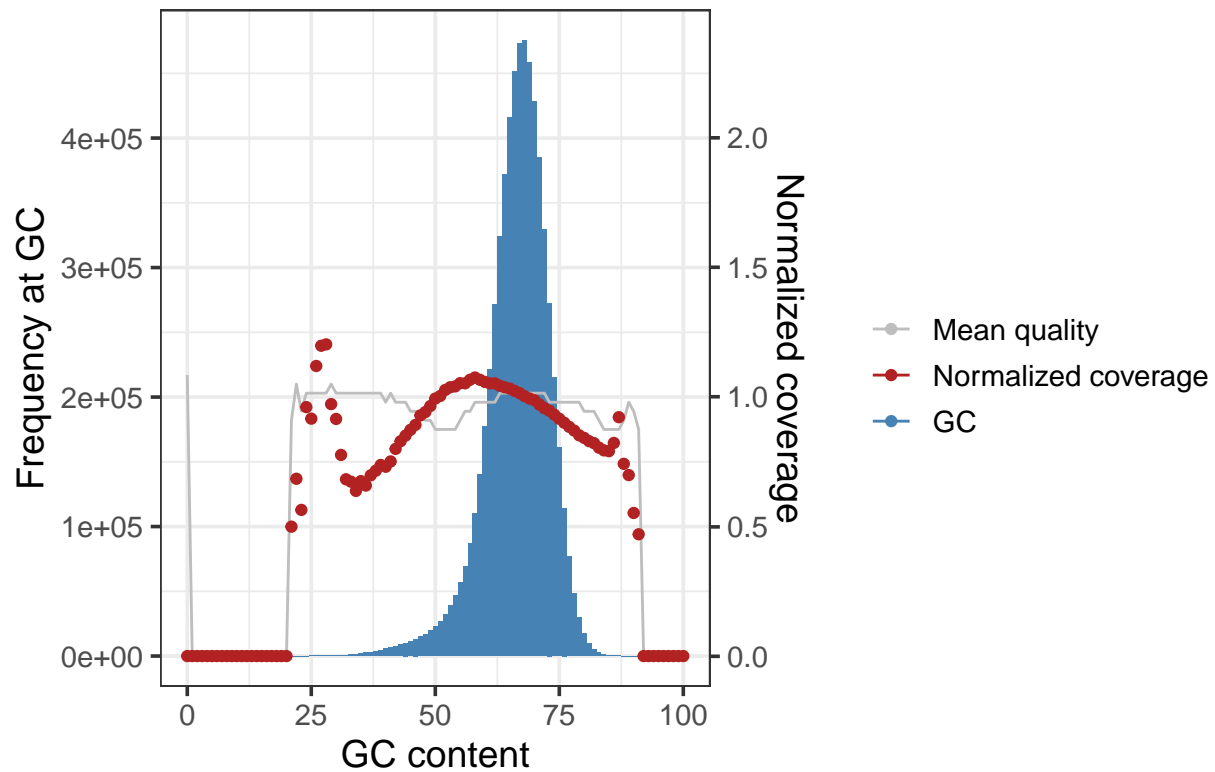 Frequency at GC
4e+05
3e+05
2e+05
1e+05
0e+00
2.0
1.5
1.0
0.5
0.0
Normalized coverage
0
25
50
75
100
GC content
Mean quality
Normalized coverage
GC